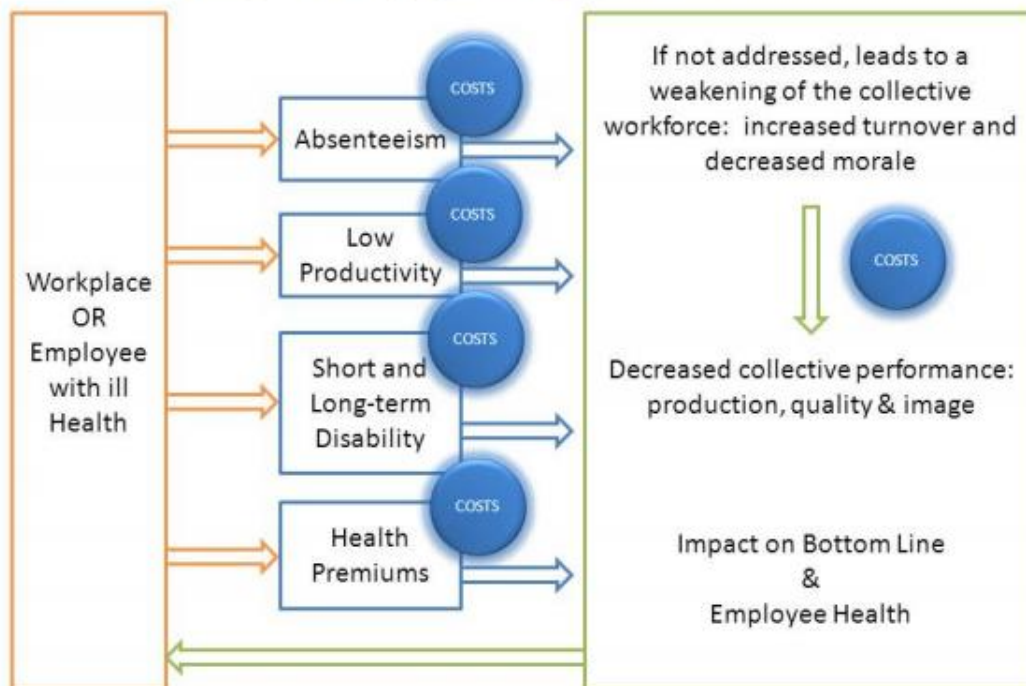 Workplace
OR
Employee
with ill
Health
COSTS
Absenteeism
COSTS
Low
Productivity
COSTS
Short and
Long-term
Disability
COSTS
Health
Premiums
If not addressed, leads to a
weakening of the collective
workforce: increased turnover and
decreased morale
COSTS
Decreased collective performance:
production, quality & image
Impact on Bottom Line
&
Employee Health